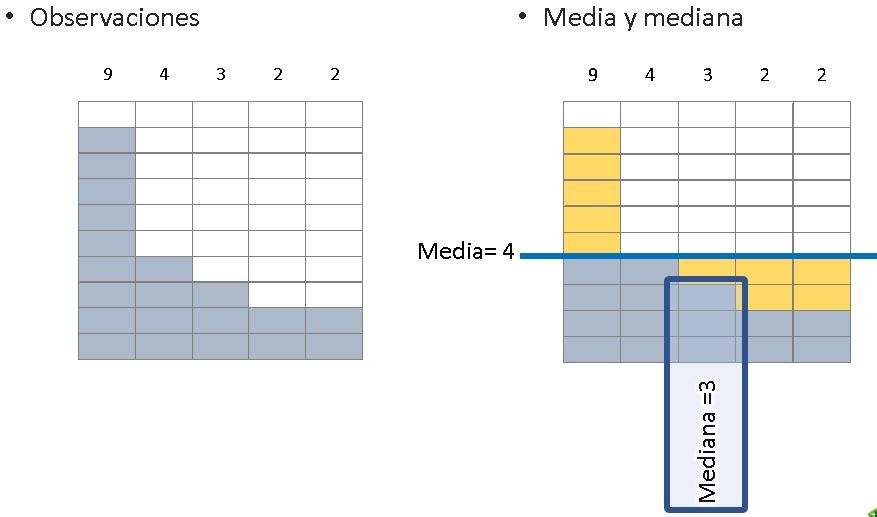 • Observaciones
9 4 3 2 2
• Media y mediana
9 4 3 2 2
Media= 4
Mediana =3